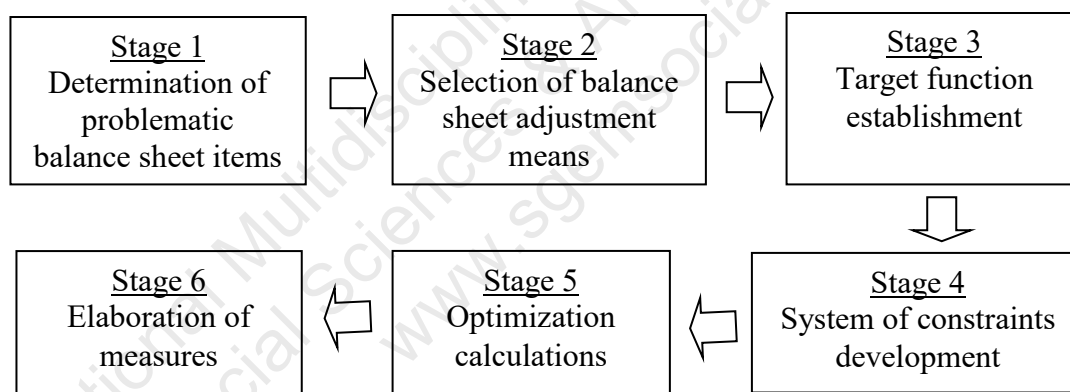 Stage 1
Determination of
problematic
balance sheet items
Stage 2
Selection of balance
sheet adjustment
means
Stage 3
Target function
establishment
Stage 4
System of constraints
development
Stage 5
Optimization
calculations
Stage 6
Elaboration of
measures